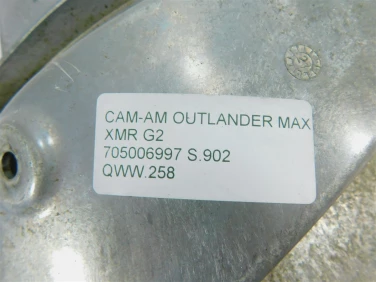 CAM-AM OUTLANDER MAX
XMR G2
705006997 S.902
QWW.258